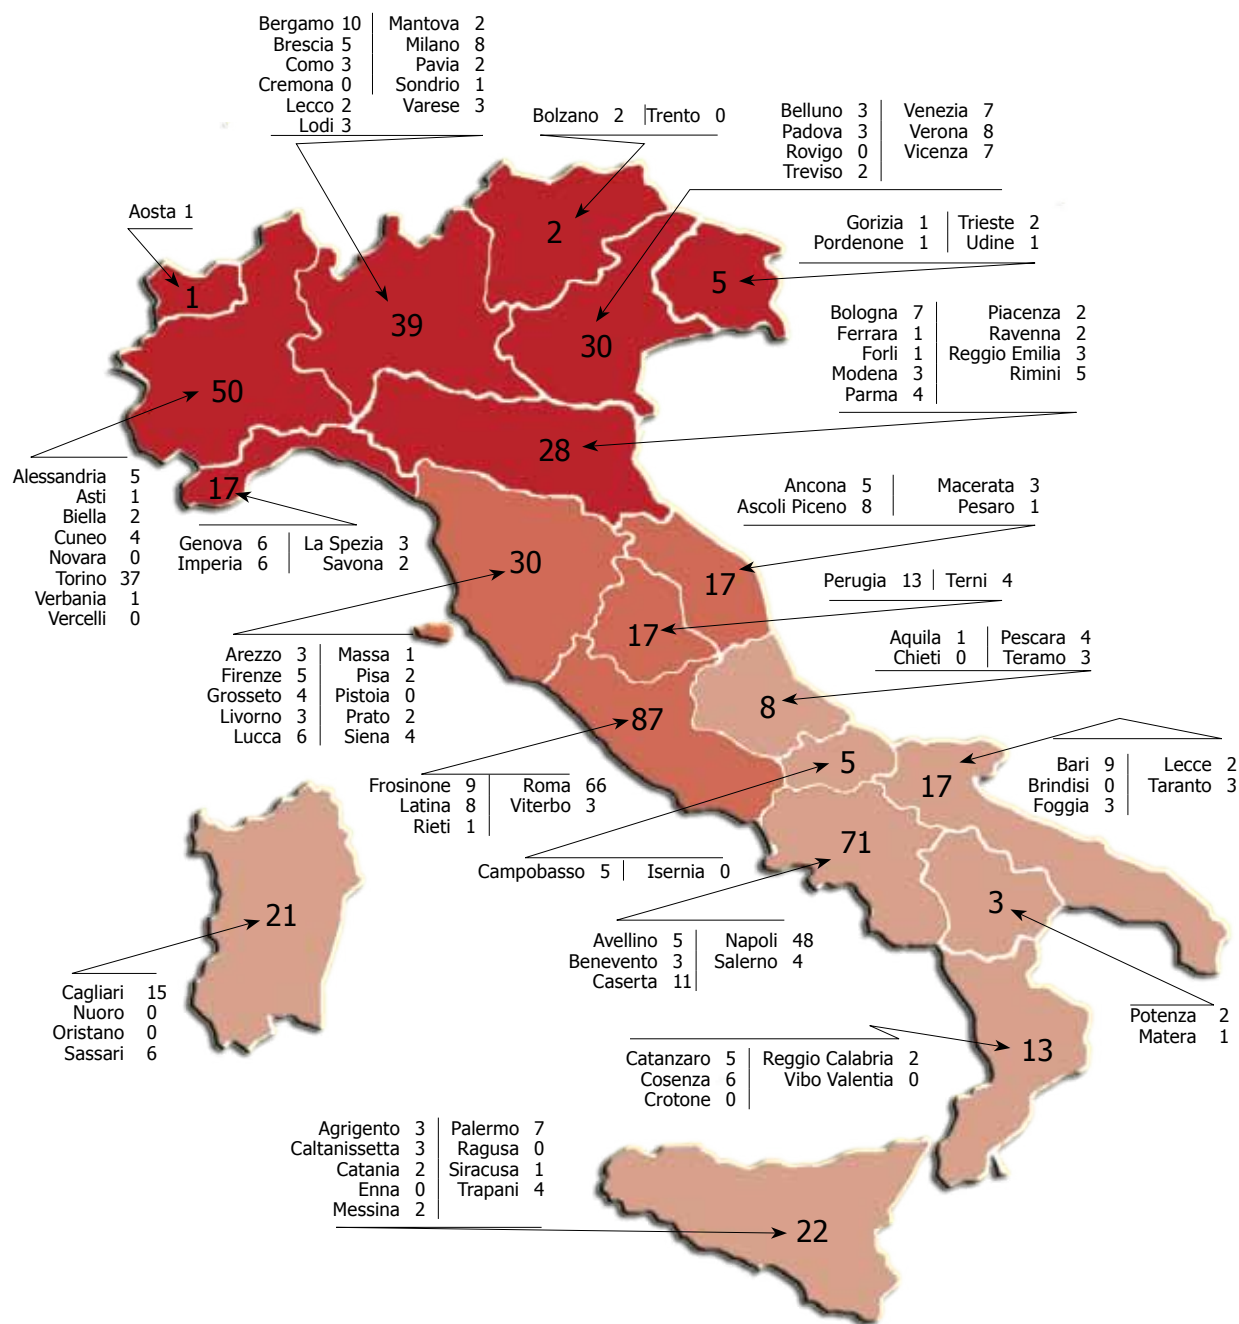 Bergamo 10 Mantova 2
Brescia 5 Milano 8
Como 3 Pavia 2
Cremona 0 Sondrio 1
Lecco 2 Varese 3
Lodi 3
Bolzano 2 Trento 0
Belluno 3 Venezia 7
Padova 3 Verona 8
Rovigo 0 Vicenza 7
Treviso 2
Aosta 1
Gorizia 1 Trieste 2
Pordenone 1 Udine 1
2
5
1
39
30
Bologna 7 Piacenza 2
Ferrara 1 Ravenna 2
Forli 1 Reggio Emilia 3
Modena 3 Rimini 5
Parma 4
50
28
17
Alessandria 5
Asti 1
Biella 2
Cuneo 4
Novara 0
Torino 37
Verbania 1
Vercelli 0
Genova 6 La Spezia 3
Imperia 6 Savona 2
Ancona 5 Macerata 3
Ascoli Piceno 8 Pesaro 1
30
17
Perugia 13 Terni 4
17
Arezzo 3 Massa 1
Firenze 5 Pisa 2
Grosseto 4 Pistoia 0
Livorno 3 Prato 2
Lucca 6 Siena 4
Aquila 1 Pescara 4
Chieti 0 Teramo 3
87
8
5
17
Bari 9 Lecce 2
Brindisi 0 Taranto 3
Foggia 3
Frosinone 9 Roma 66
Latina 8 Viterbo 3
Rieti 1
Campobasso 5 Isernia 0
71
21
3
Avellino 5 Napoli 48
Benevento 3 Salerno 4
Caserta 11
Cagliari 15
Nuoro 0
Oristano 0
Sassari 6
Potenza 2
Matera 1
13
Catanzaro 5 Reggio Calabria 2
Cosenza 6 Vibo Valentia 0
Crotone 0
Agrigento 3 Palermo 7
Caltanissetta 3 Ragusa 0
Catania 2 Siracusa 1
Enna 0 Trapani 4
Messina 2
22